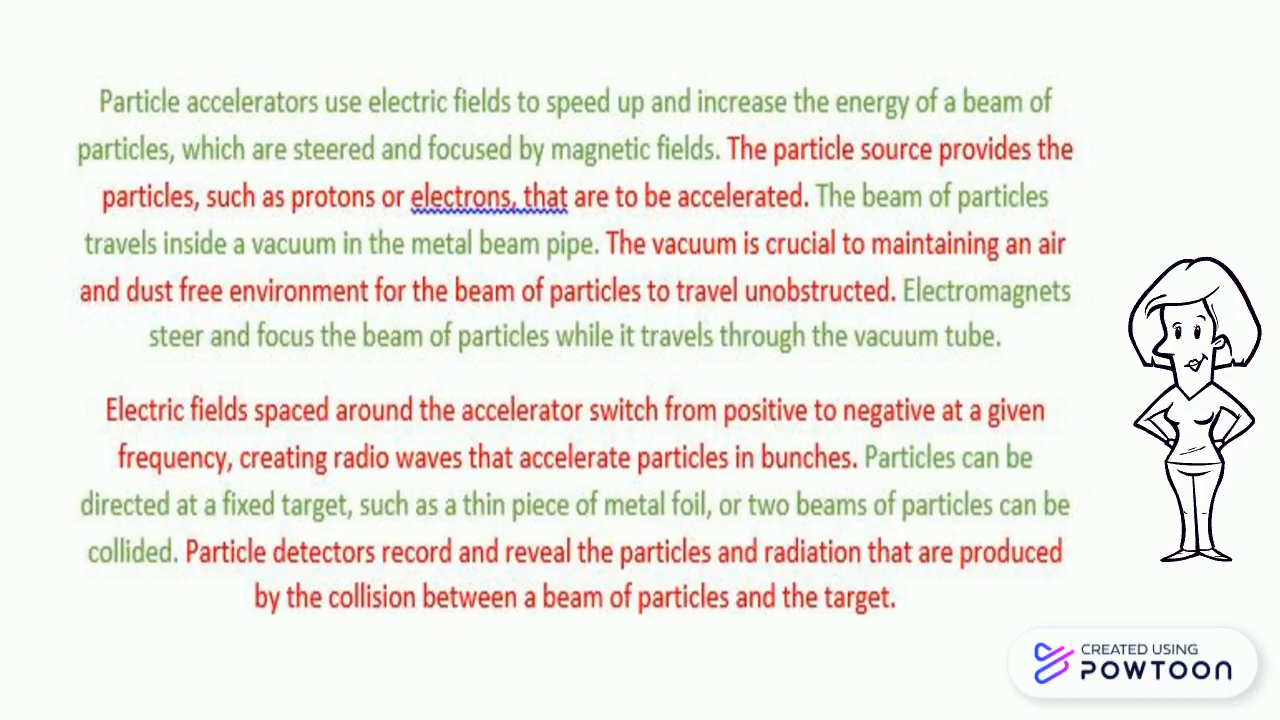 Particle accelerators use electric fields to speed up and increase the energy of a beam of
particles, which are steered and focused by magnetic fields. The particle source provides the
particles, such as protons or electrons, that are to be accelerated. The beam of particles
travels inside a vacuum in the metal beam pipe. The vacuum is crucial to maintaining an air
and dust free environment for the beam of particles to travel unobstructed. Electromagnets
steer and focus the beam of particles while it travels through the vacuum tube.
Electric fields spaced around the accelerator switch from positive to negative at a given
frequency, creating radio waves that accelerate particles in bunches. Particles can be
directed at a fixed target, such as a thin piece of metal foil, or two beams of particles can be
collided. Particle detectors record and reveal the particles and radiation that are produced
by the collision between a beam of particles and the target.
CREATED USING
POWTOON